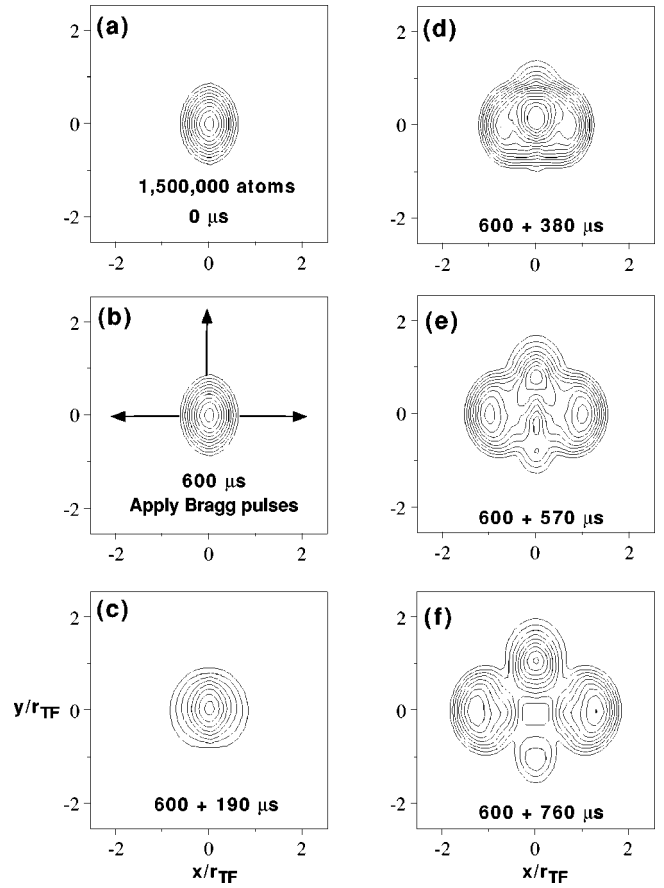 (a)
2
0
-2
1,500,000 atoms
0 μs
-2 0 2
(b)
2
0
-2
600 μs
Apply Bragg pulses
-2 0 2
(c)
2
y/rTF 0
-2
600 + 190 μs
-2 0 2
x/rTF
(d)
2
0
-2
600 + 380 μs
-2 0 2
(e)
2
0
-2
600 + 570 μs
-2 0 2
(f)
2
0
-2
600 + 760 μs
-2 0 2
x/rTF